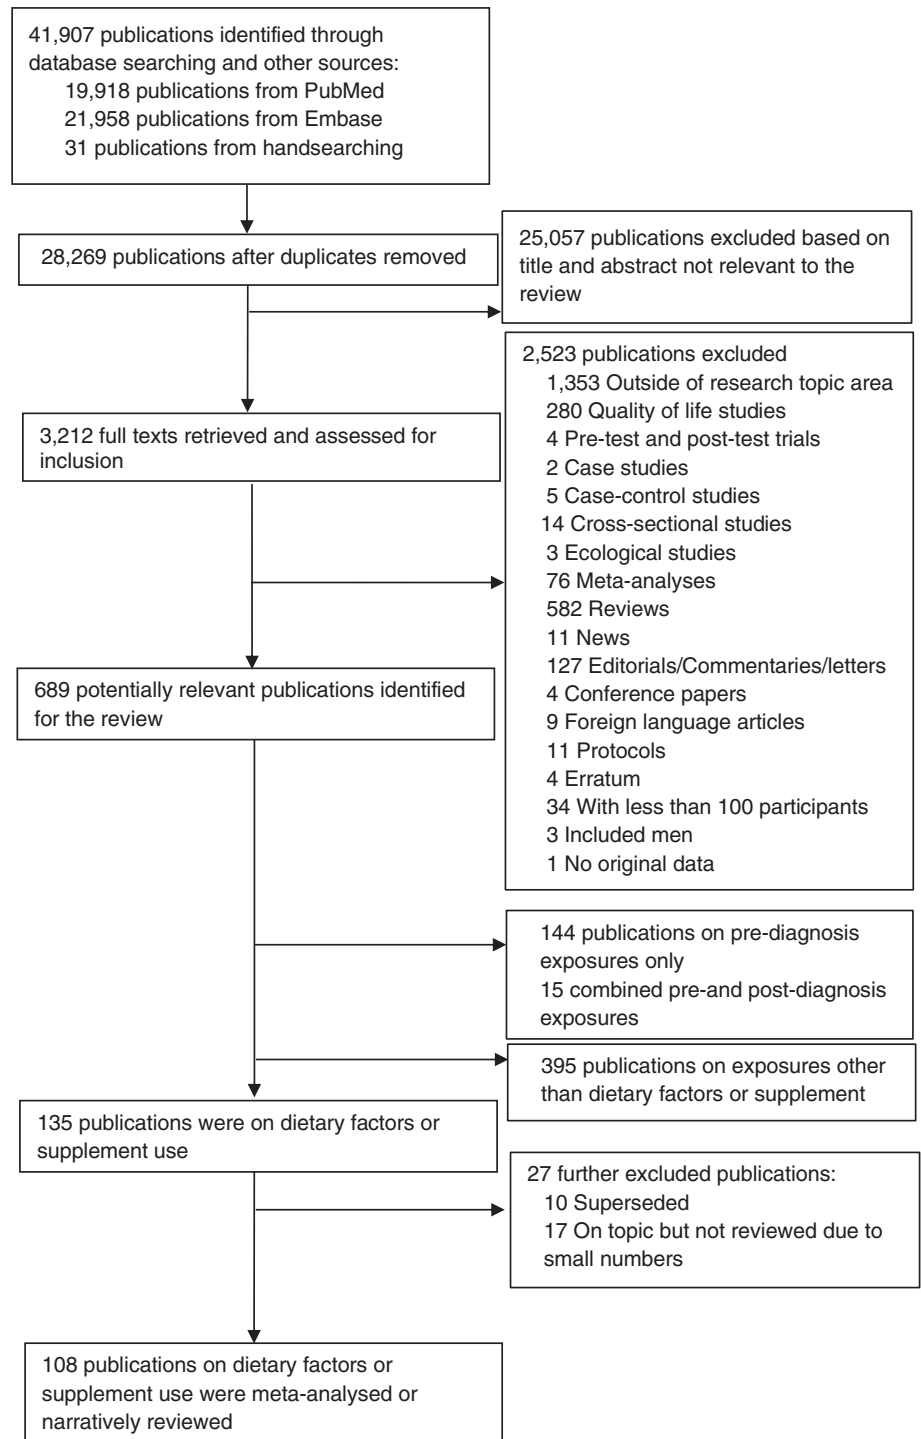 41,907 publications identified through
database searching and other sources:
19,918 publications from PubMed
21,958 publications from Embase
31 publications from handsearching
28,269 publications after duplicates removed
25,057 publications excluded based on
title and abstract not relevant to the
review
3,212 full texts retrieved and assessed for
inclusion
2,523 publications excluded
1,353 Outside of research topic area
280 Quality of life studies
4 Pre-test and post-test trials
2 Case studies
5 Case-control studies
14 Cross-sectional studies
3 Ecological studies
76 Meta-analyses
582 Reviews
11 News
127 Editorials/Commentaries/letters
4 Conference papers
9 Foreign language articles
11 Protocols
4 Erratum
34 With less than 100 participants
3 Included men
1 No original data
689 potentially relevant publications identified
for the review
144 publications on pre-diagnosis
exposures only
15 combined pre-and post-diagnosis
exposures
395 publications on exposures other
than dietary factors or supplement
135 publications were on dietary factors or
supplement use
27 further excluded publications:
10 Superseded
17 On topic but not reviewed due to
small numbers
108 publications on dietary factors or
supplement use were meta-analysed or
narratively reviewed